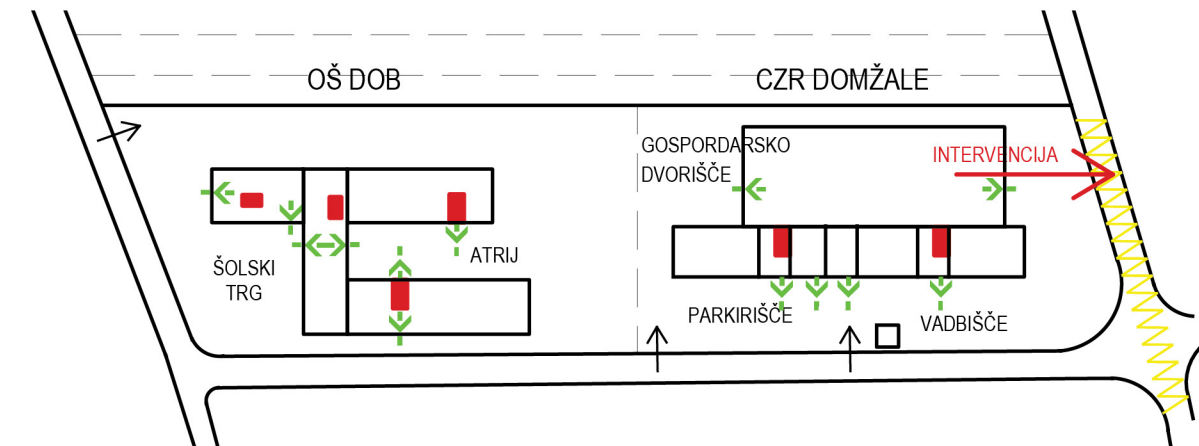 OŠ DOB
CZR DOMŽALE
GOSPORDARSKO
DVORIŠČE
INTERVENCIJA
ŠOLSKI
TRG
ATRIJ
PARKIRIŠČE
VADBIŠČE